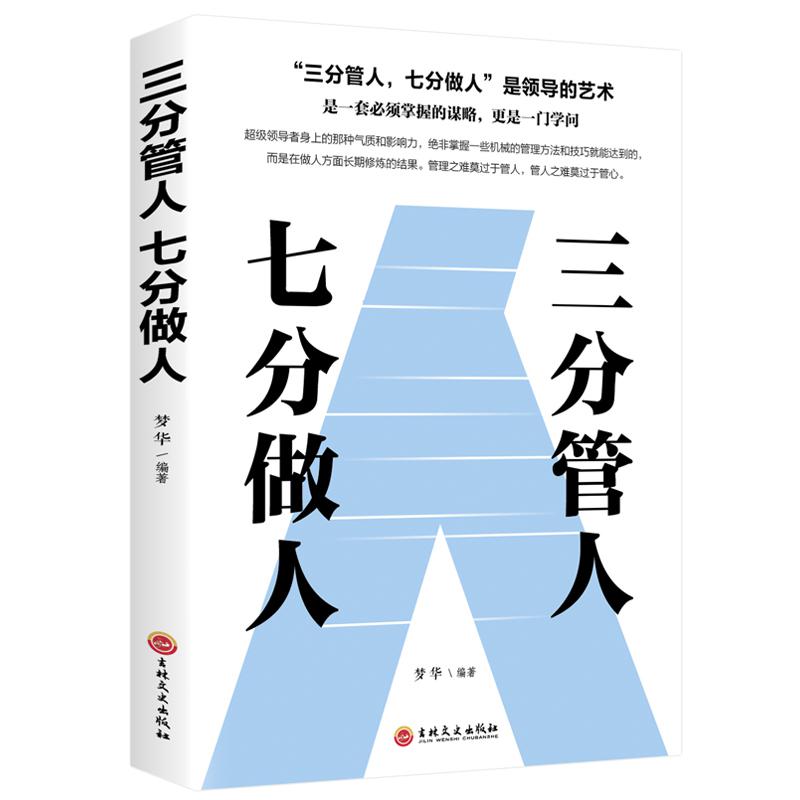 三分管人 七分做人
梦华 \ 编著
吉林文史出版社
“三分管人，七分做人”是领导的艺术
是一套必须掌握的谋略，更是一门学问
超级领导者身上的那种气质和影响力，绝非掌握一些机械的管理方法和技巧就能达到的，
而是在做人方面长期修炼的结果。管理之难莫过于管人，管人之难莫过于管心。
三分管人
七分做人
梦华 \ 编著
吉林文史出版社
JILIN WENSHI CHUBANSHE